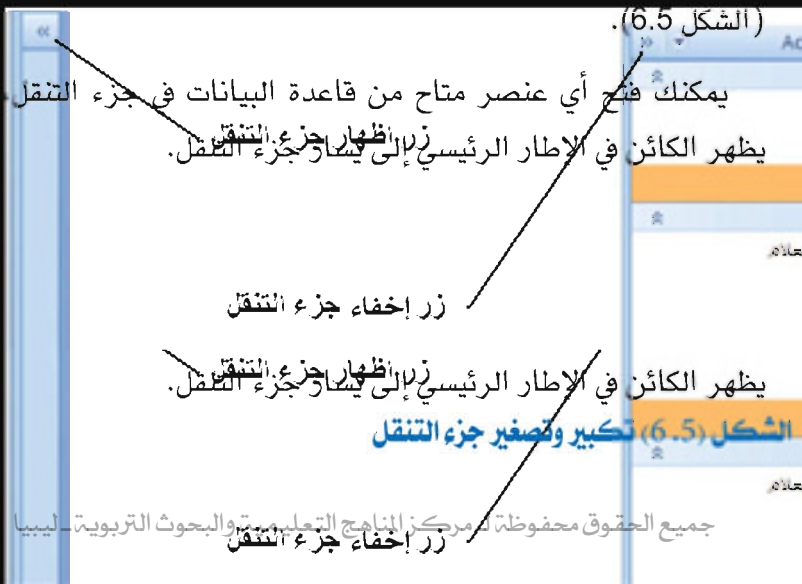 (الشكل 6.5).
يمكنك فتح أي عنصر متاح من قاعدة البيانات في جزء التنقل،
زر إظهار جزء التنقل
يظهر الكائن في الإطار الرئيسي إلى يسار جزء التنقل.
زر إخفاء جزء التنقل
زر إظهار جزء التنقل
يظهر الكائن في الإطار الرئيسي إلى يسار جزء التنقل.
الشكل (6.5) تكبير وتصغير جزء التنقل
جميع الحقوق محفوظة لمركز المناهج التعليمية والبحوث التربوية - ليبيا
زر إخفاء جزء التنقل